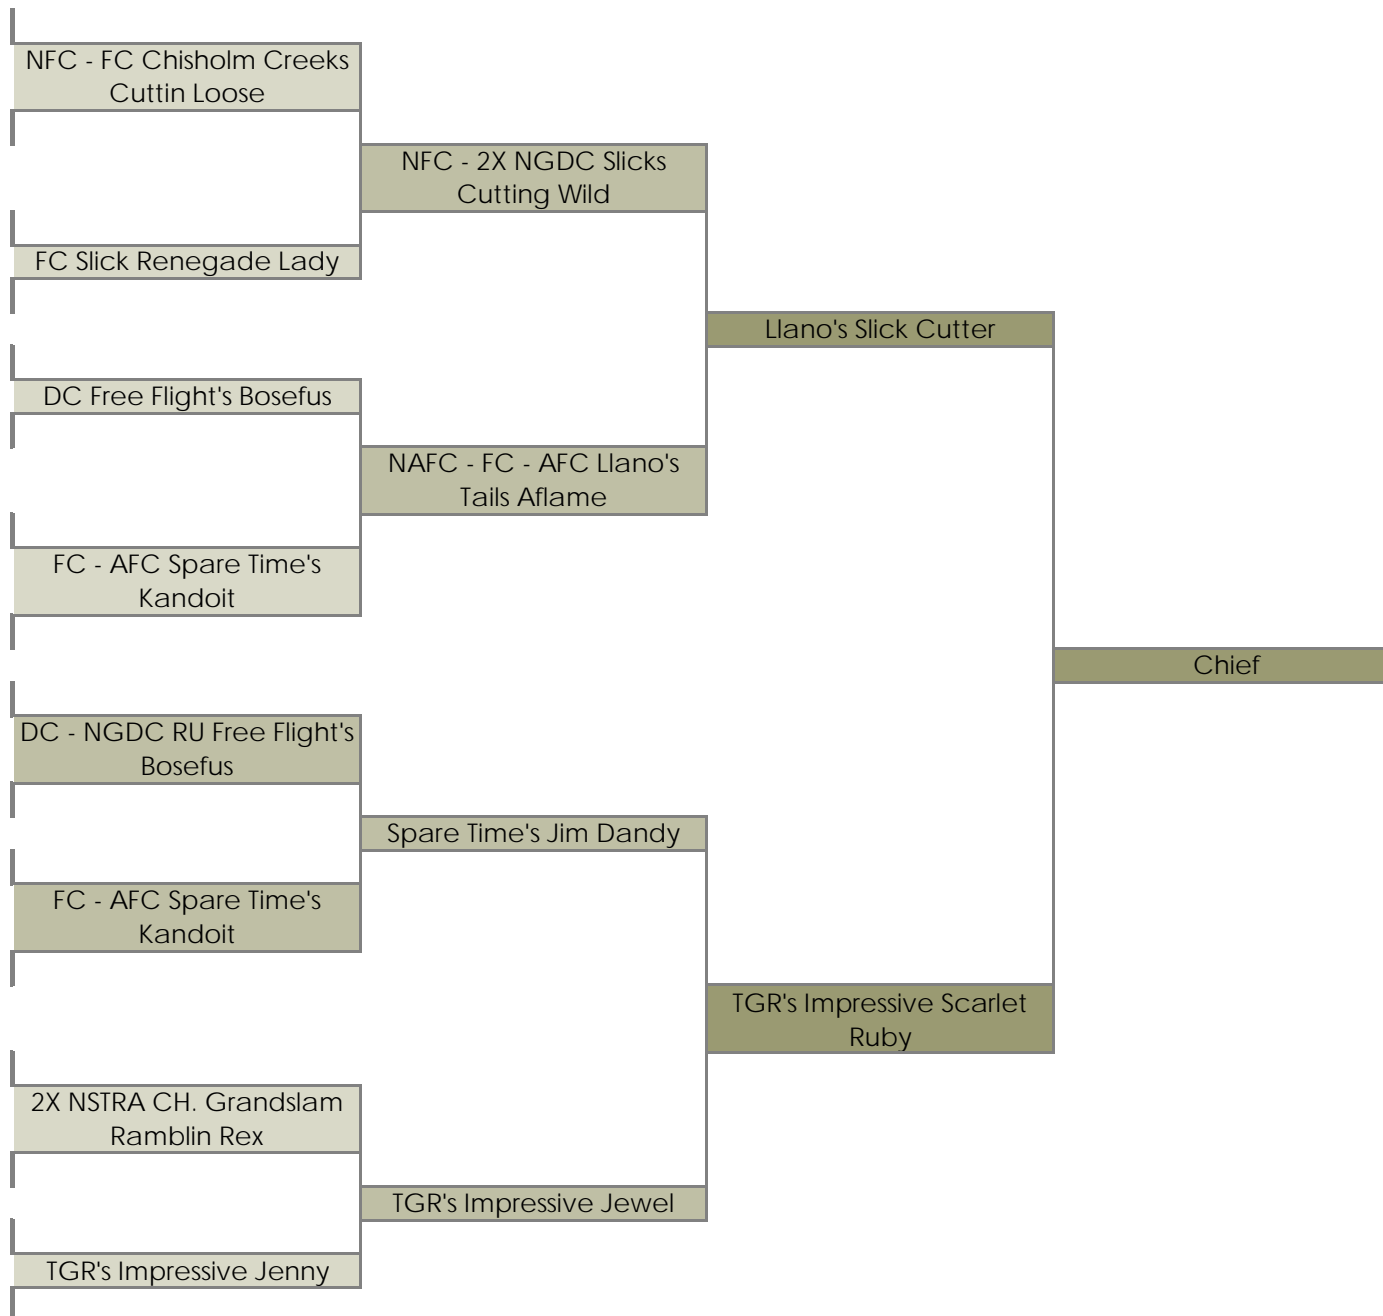 NFC - FC Chisholm Creeks
Cuttin Loose
NFC - 2X NGDC Slicks
Cutting Wild
FC Slick Renegade Lady
Llano's Slick Cutter
DC Free Flight's Bosefus
NAFC - FC - AFC Llano's
Tails Aflame
FC - AFC Spare Time's
Kandoit
Chief
DC - NGDC RU Free Flight's
Bosefus
Spare Time's Jim Dandy
FC - AFC Spare Time's
Kandoit
TGR's Impressive Scarlet
Ruby
2X NSTRA CH. Grandslam
Ramblin Rex
TGR's Impressive Jewel
TGR's Impressive Jenny